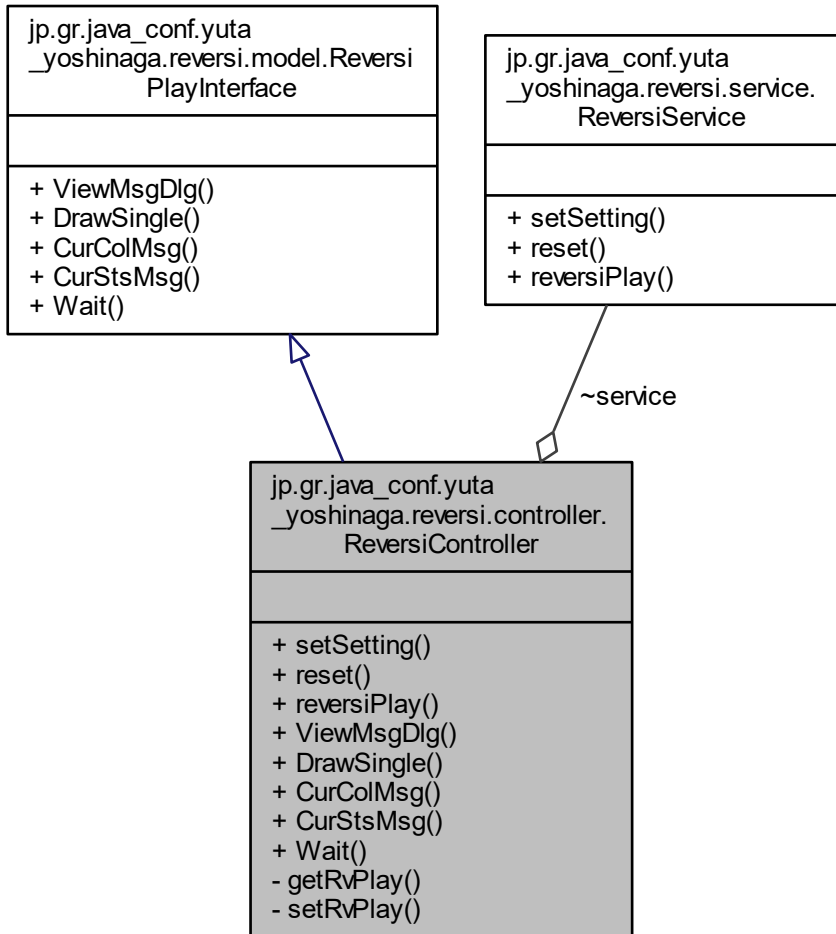 jp.gr.java_conf.yuta
_yoshinaga.reversi.model.Reversi
PlayInterface
+ ViewMsgDlg()
+ DrawSingle()
+ CurColMsg()
+ CurStsMsg()
+ Wait()
jp.gr.java_conf.yuta
_yoshinaga.reversi.service.
ReversiService
+ setSetting()
+ reset()
+ reversiPlay()
~service
jp.gr.java_conf.yuta
_yoshinaga.reversi.controller.
ReversiController
+ setSetting()
+ reset()
+ reversiPlay()
+ ViewMsgDlg()
+ DrawSingle()
+ CurColMsg()
+ CurStsMsg()
+ Wait()
- getRvPlay()
- setRvPlay()